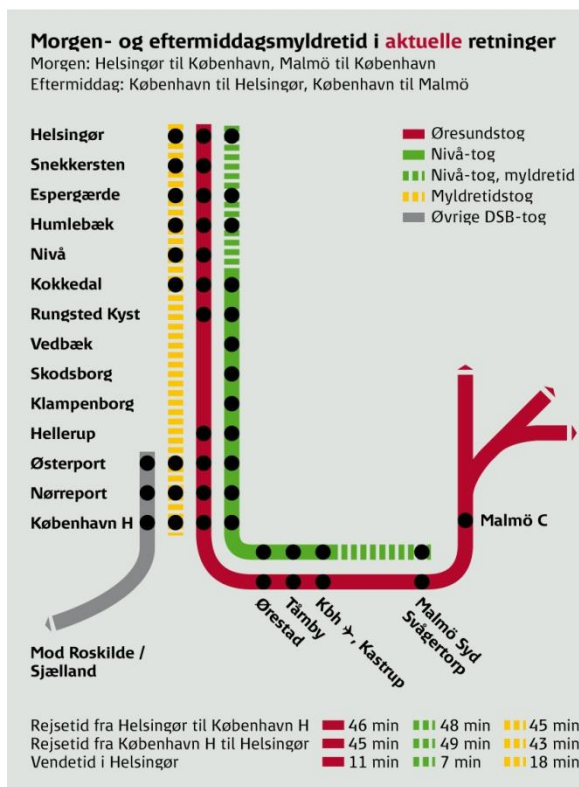 Morgen- og eftermiddagsmyldretid i aktuelle retninger
Morgen: Helsingør til København, Malmö til København
Eftermiddag: København til Helsingør, København til Malmö
Helsingør
Snekkersten
Espergærde
Humlebæk
Nivå
Kokkedal
Rungsted Kyst
Vedbæk
Skodsborg
Klampenborg
Hellerup
Østerport
Nørreport
København H
Øresundstog
Nivå-tog
Nivå-tog, myldretid
Myldretidstog
Øvrige DSB-tog
Malmö C
Ørestad
Tårnby
Kbh ✈, Kastrup
Malmö Syd
Svågertorp
Mod Roskilde /
Sjælland
Rejsetid fra Helsingør til København H 46 min 48 min 45 min
Rejsetid fra København H til Helsingør 45 min 49 min 43 min
Vendetid i Helsingør 11 min 7 min 18 min